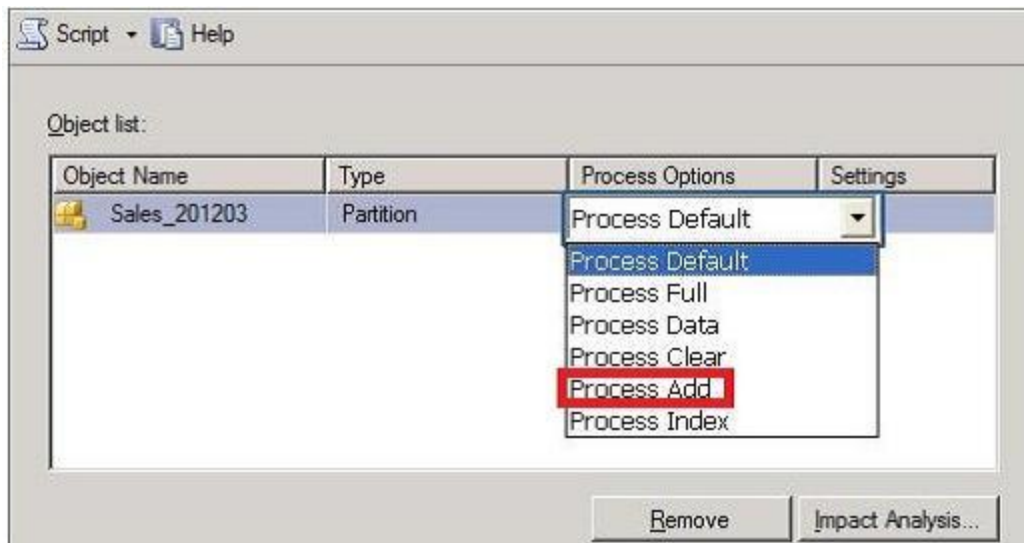 Script Help
Object list:
Object Name Type Process Options Settings
Sales_201203 Partition Process Default
Process Default
Process Full
Process Data
Process Clear
Process Add
Process Index
Remove Impact Analysis...